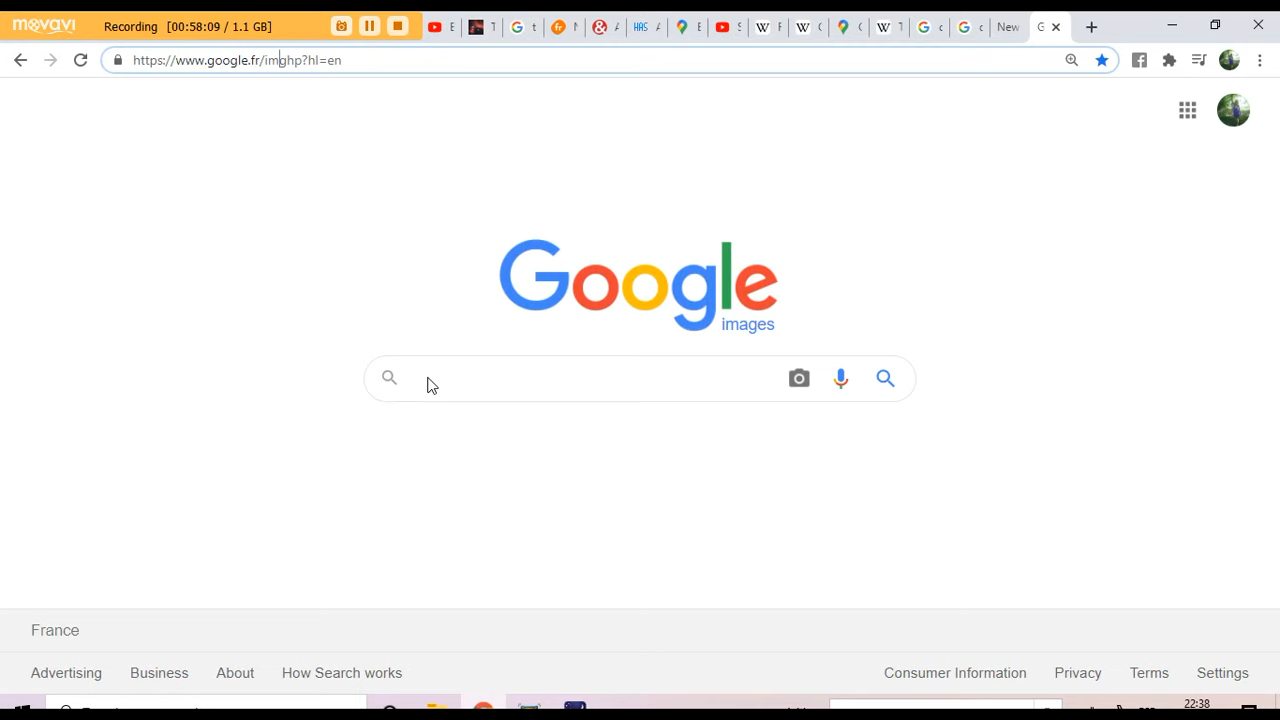 movavi Recording [00:58:09 / 1.1 GB]
New
https://www.google.fr/imghp?hl=en
Google
images
France
Advertising Business About How Search works Consumer Information Privacy Terms Settings
22:38